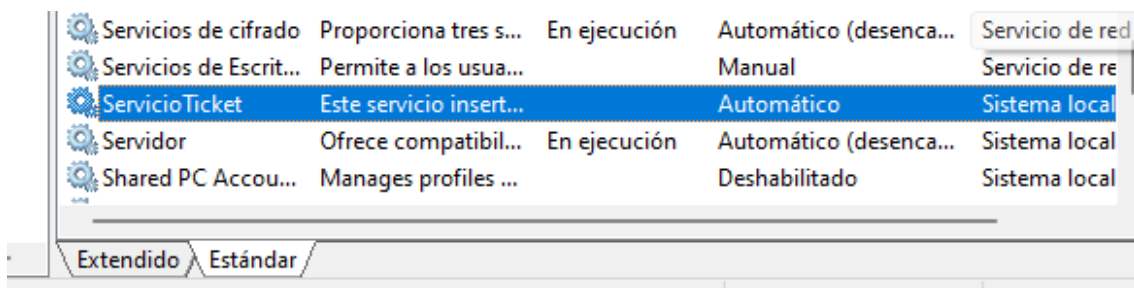 Servicios de cifrado Proporciona tres s... En ejecución Automático (desenca... Servicio de red
Servicios de Escrit... Permite a los usua... Manual Servicio de re
ServicioTicket Este servicio insert... Automático Sistema local
Servidor Ofrece compatibil... En ejecución Automático (desenca... Sistema local
Shared PC Accou... Manages profiles ... Deshabilitado Sistema local
Extendido Estándar